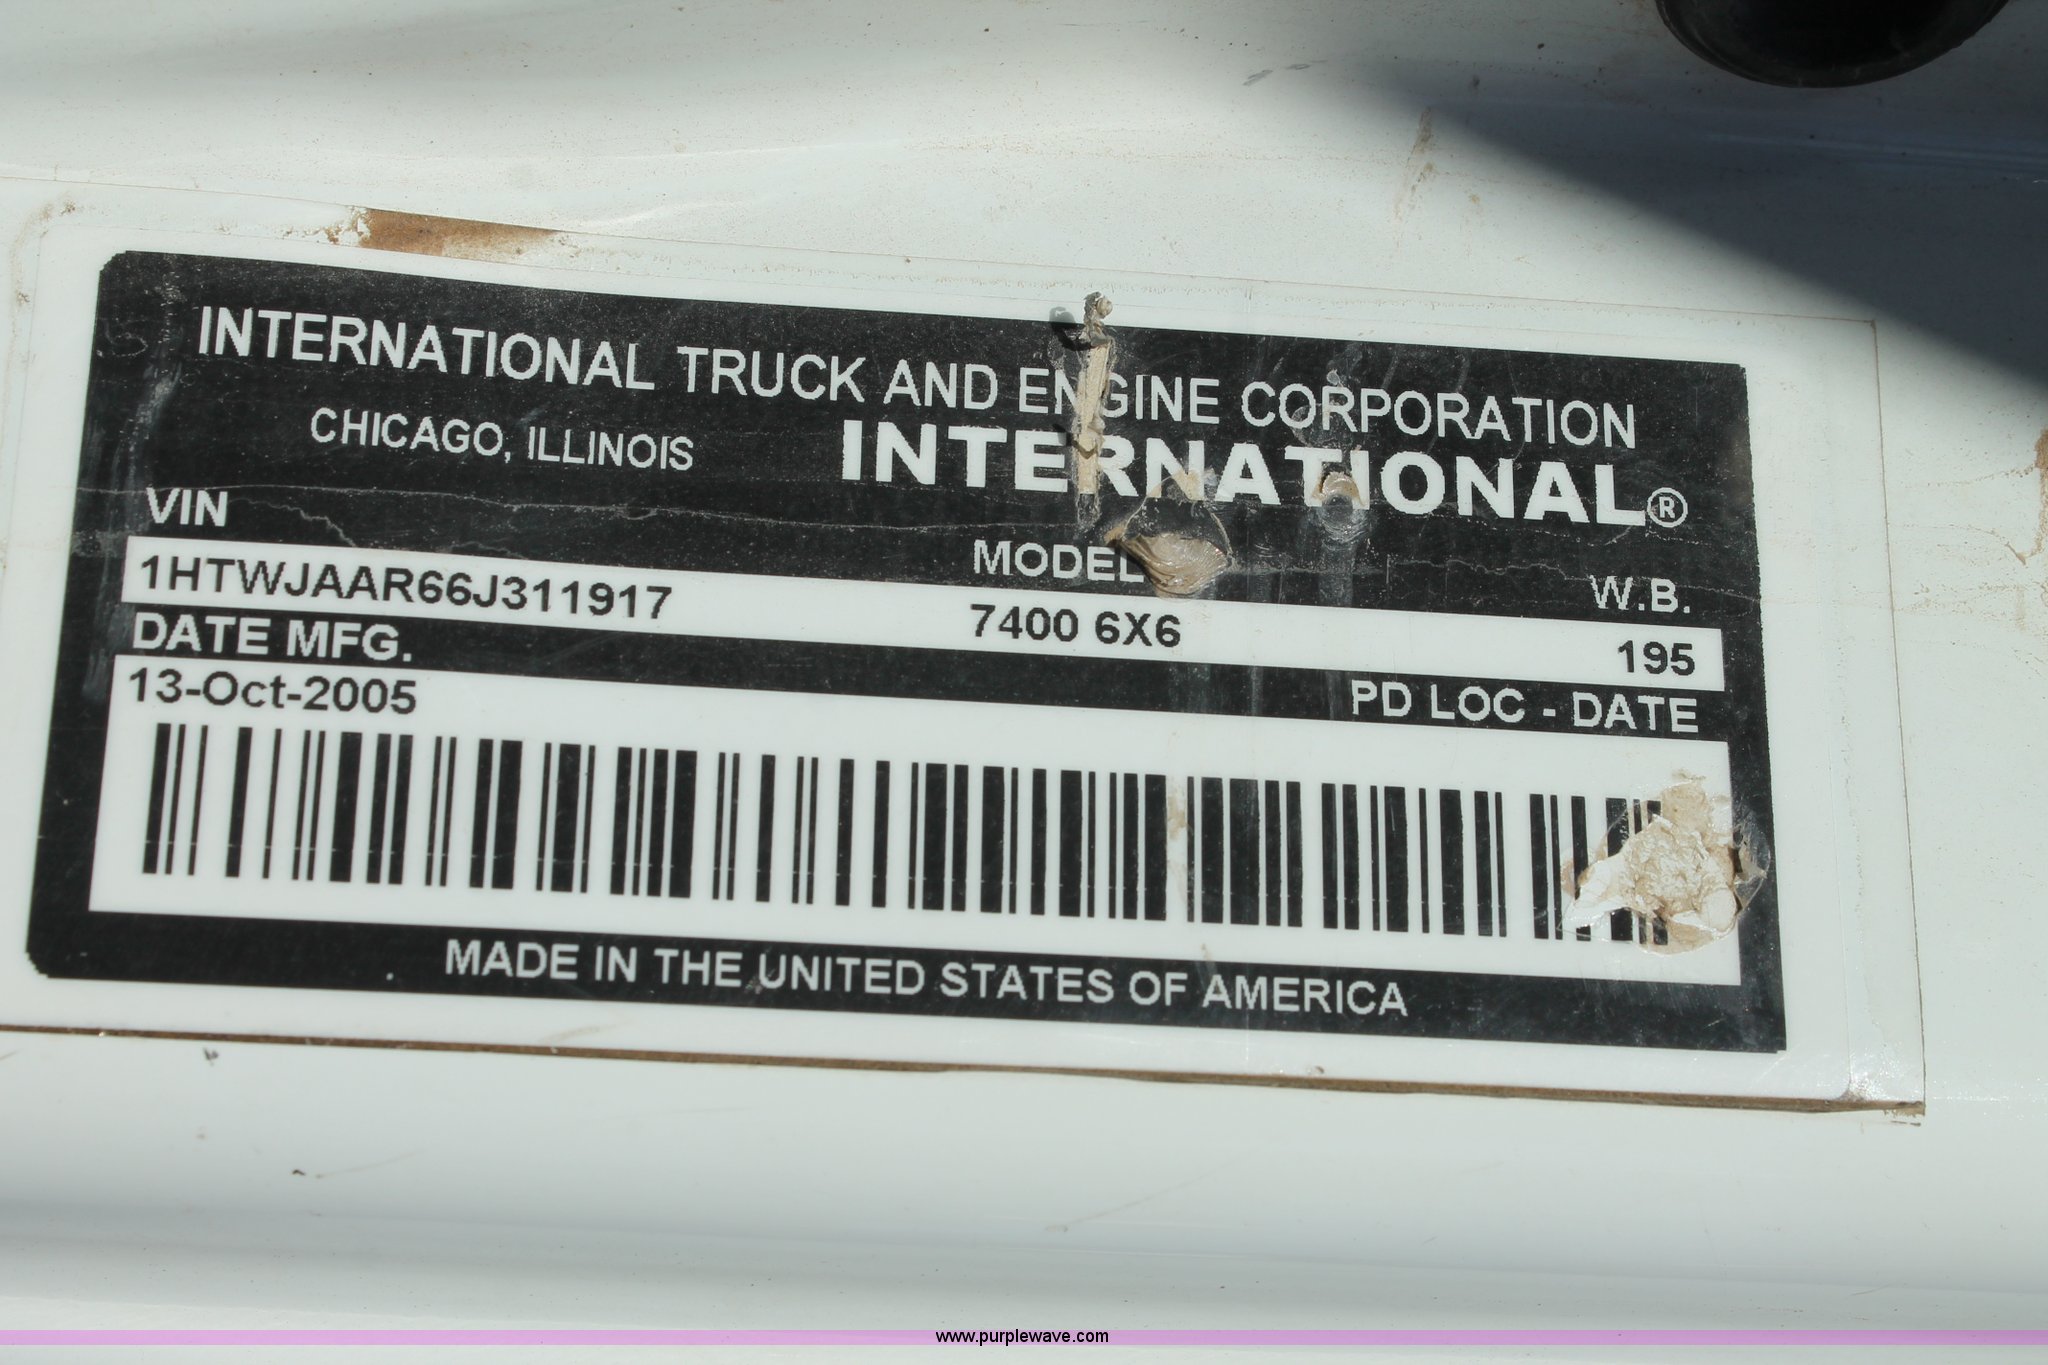 INTERNATIONAL TRUCK AND ENGINE CORPORATION
CHICAGO, ILLINOIS
INTERNATIONAL®
VIN MODEL W.B.
1HTWJAAR66J311917 7400 6X6 195
DATE MFG. PD LOC - DATE
13-Oct-2005
MADE IN THE UNITED STATES OF AMERICA
www.purplewave.com